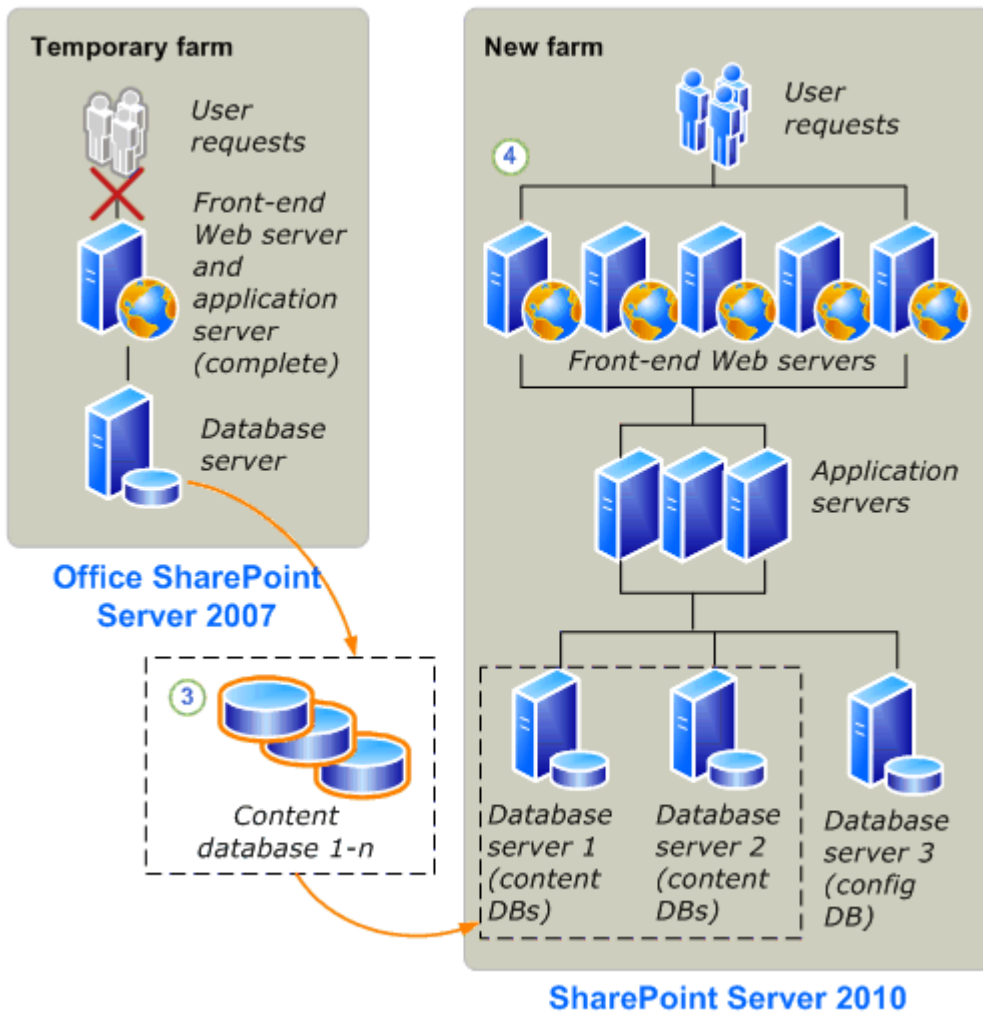 Temporary farm
User
requests
Front-end
Web server
and
application
server
(complete)
Database
server
Office SharePoint
Server 2007
3
Content
database 1-n
New farm
User
requests
4
Front-end Web servers
Application
servers
Database
server 1
(content
DBs)
Database
server 2
(content
DBs)
Database
server 3
(config
DB)
SharePoint Server 2010